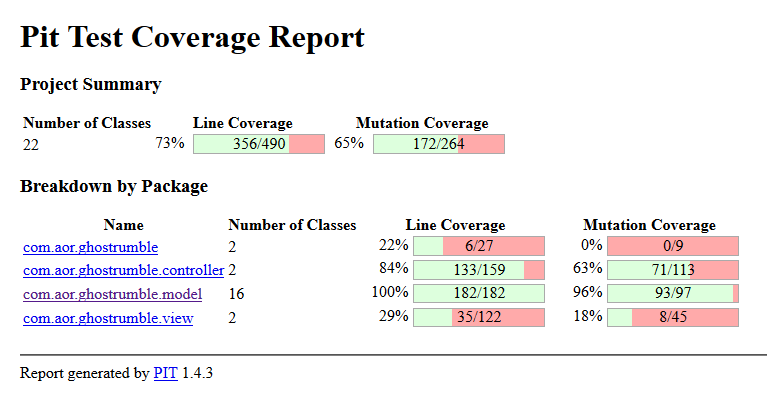 Pit Test Coverage Report
Project Summary
Number of Classes Line Coverage Mutation Coverage
22 73% 356/490 65% 172/264
Breakdown by Package
Name Number of Classes Line Coverage Mutation Coverage
com.aor.ghostrumble 2 22% 6/27 0% 0/9
com.aor.ghostrumble.controller 2 84% 133/159 63% 71/113
com.aor.ghostrumble.model 16 100% 182/182 96% 93/97
com.aor.ghostrumble.view 2 29% 35/122 18% 8/45
Report generated by PIT 1.4.3